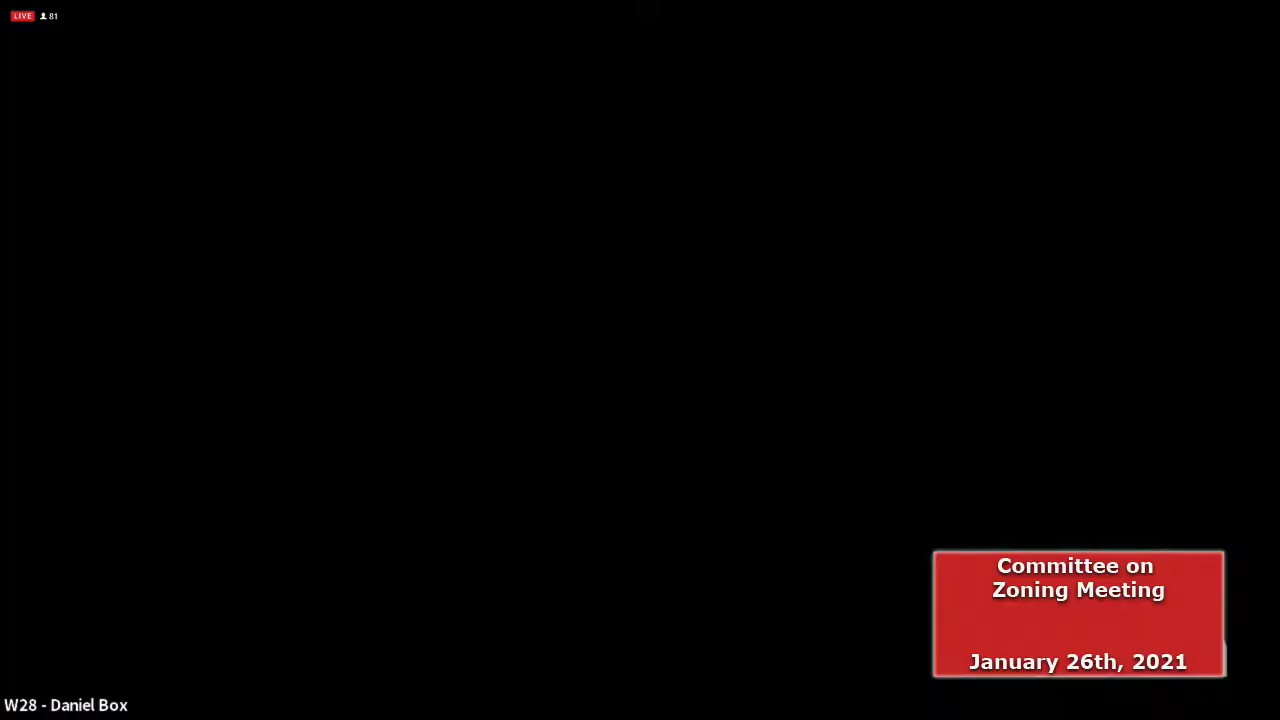 LIVE 81
Committee on
Zoning Meeting
January 26th, 2021
W28 - Daniel Box